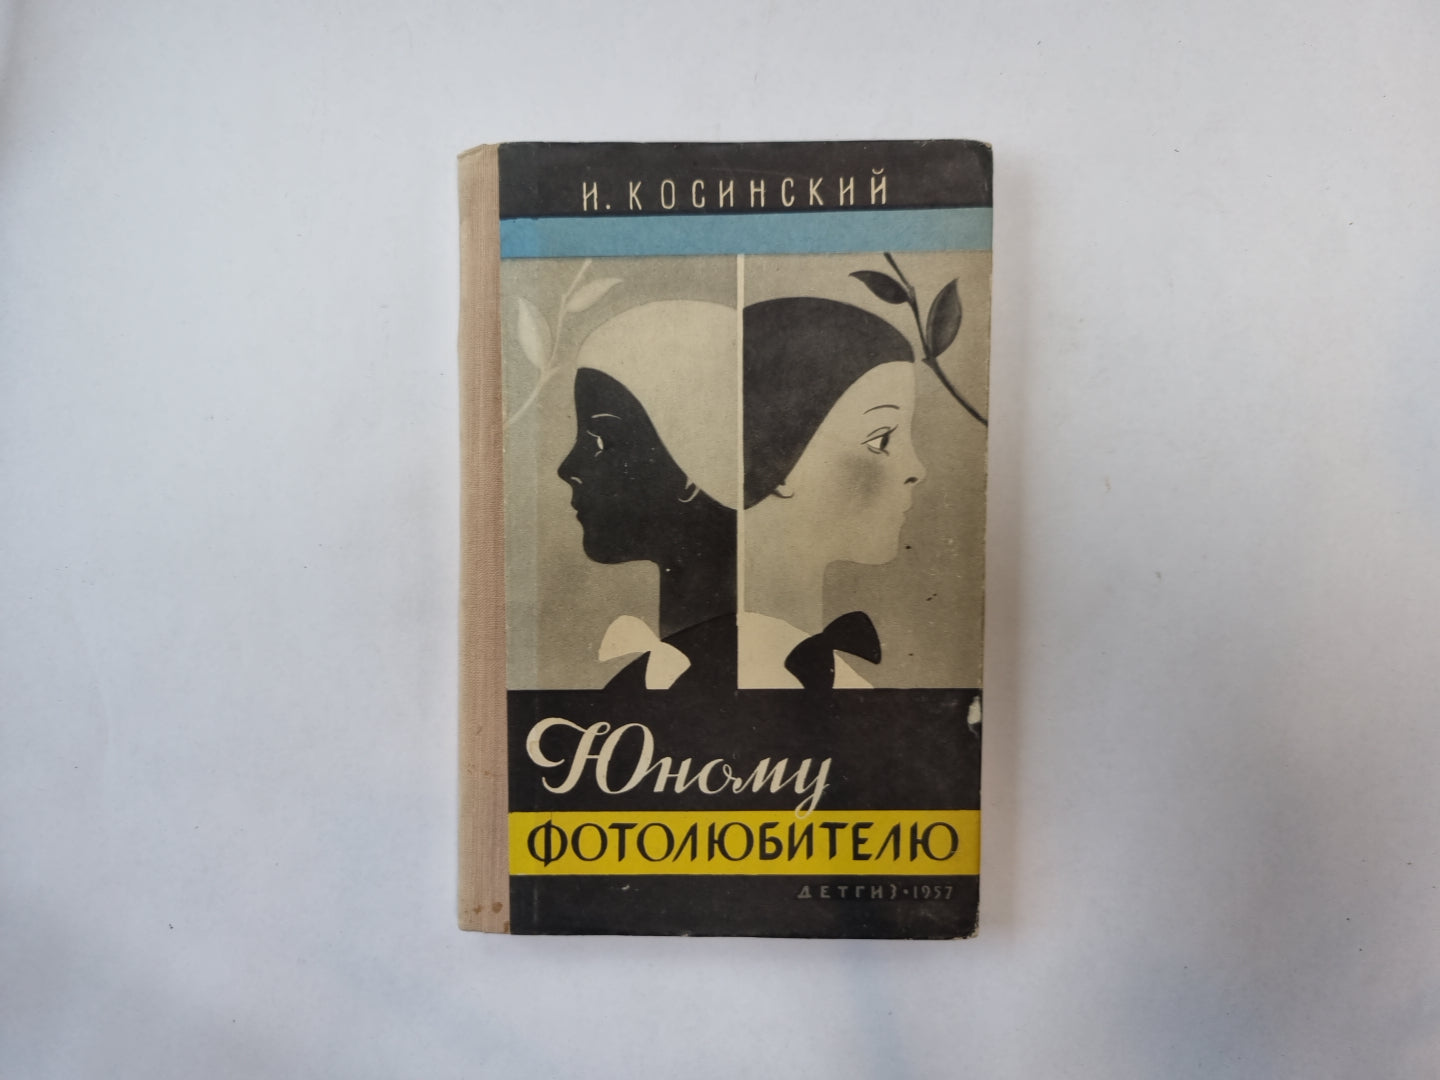 И. КОСИНСКИЙ
Юному
ФОТОЛЮБИТЕЛЮ
ДЕТГИЗ • 1957